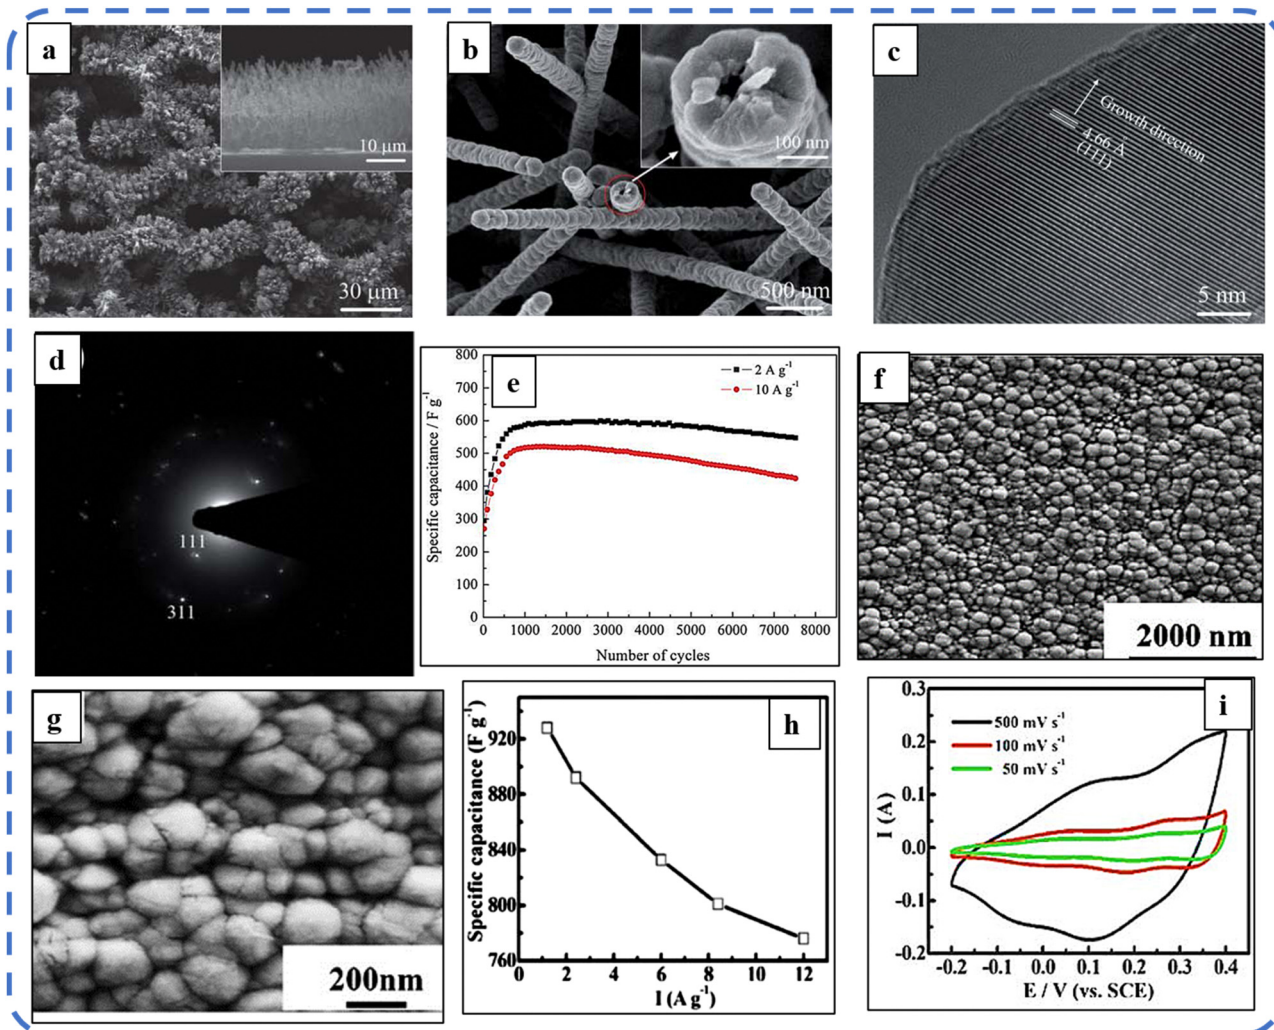 a
10 µm
30 µm
b
100 nm
500 nm
c
Growth direction
4.66 Å
(111)
5 nm
d
111
311
e
800
700
600
500
400
300
200
100
0
0 1000 2000 3000 4000 5000 6000 7000 8000
Specific capacitance / F g⁻¹
Number of cycles
2 A g⁻¹
10 A g⁻¹
f
2000 nm
g
200nm
h
920
880
840
800
760
0 2 4 6 8 10 12
Specific capacitance (F g⁻¹)
I (A g⁻¹)
i
500 mV s⁻¹
100 mV s⁻¹
50 mV s⁻¹
0.3
0.2
0.1
0.0
-0.1
-0.2
-0.2 -0.1 0.0 0.1 0.2 0.3 0.4
I (A)
E / V (vs. SCE)